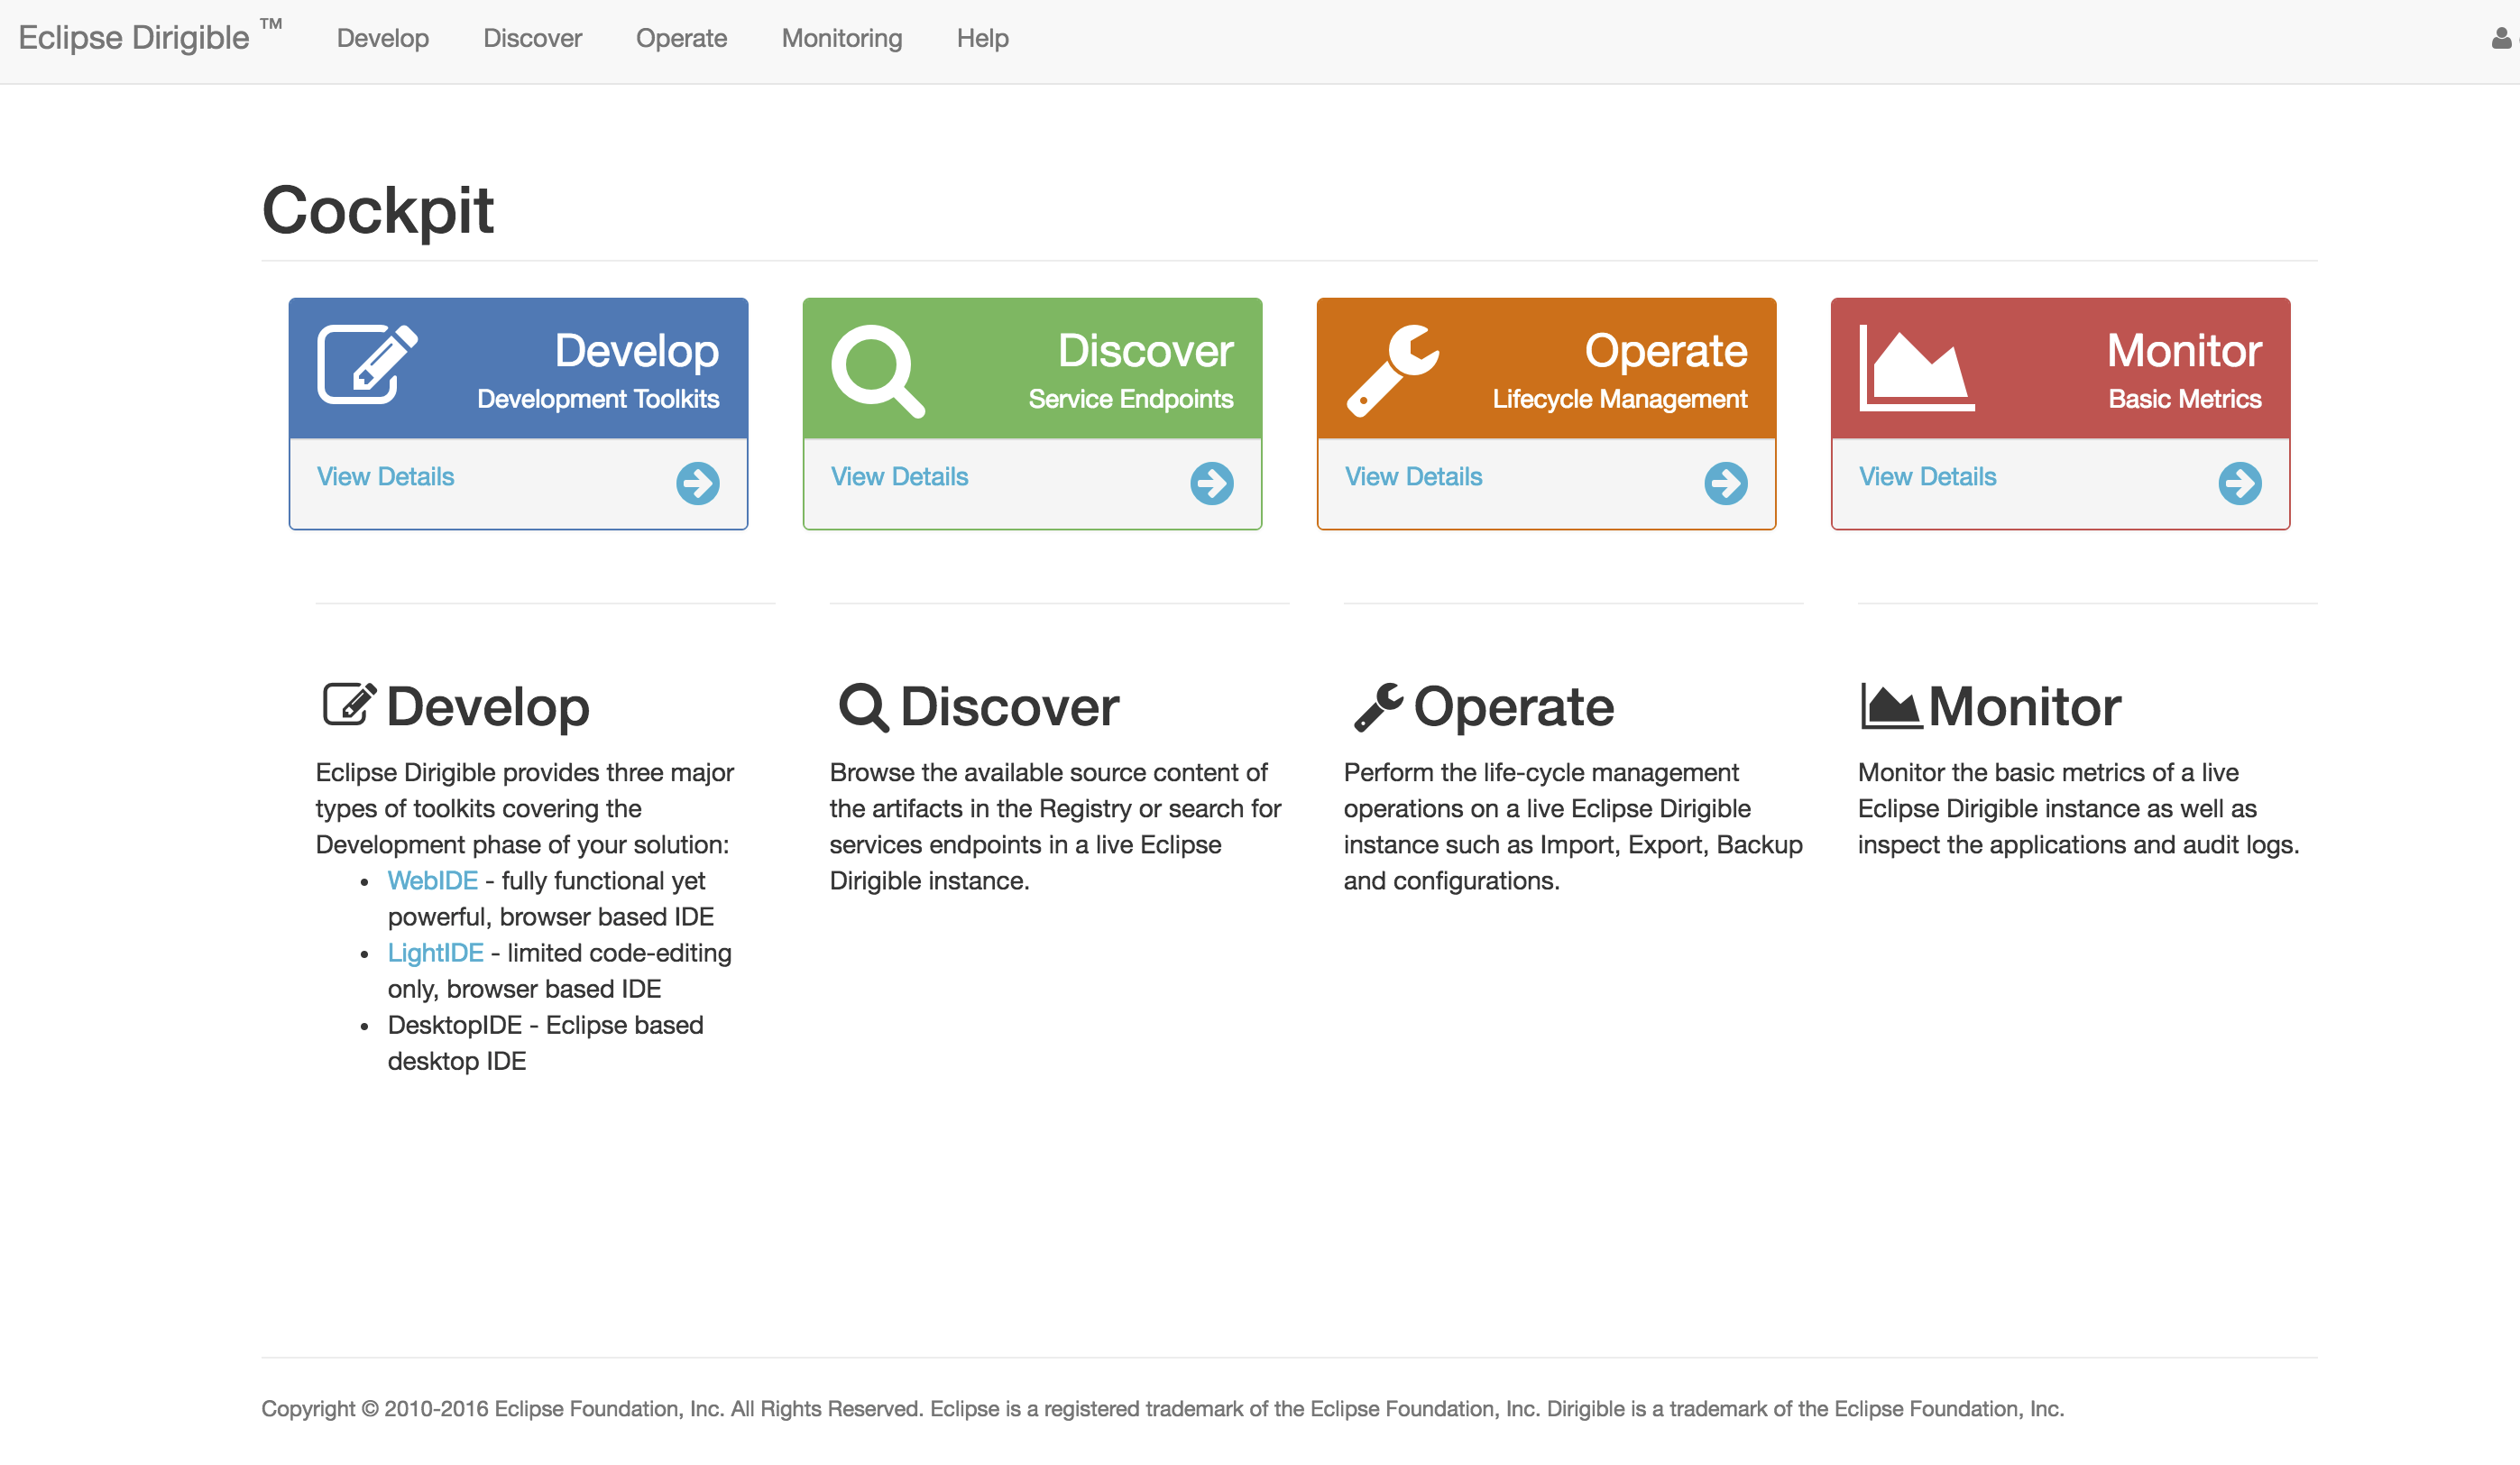 Eclipse Dirigible ™ Develop Discover Operate Monitoring Help
Cockpit
Develop
Development Toolkits
View Details
Discover
Service Endpoints
View Details
Operate
Lifecycle Management
View Details
Monitor
Basic Metrics
View Details
Develop
Eclipse Dirigible provides three major
types of toolkits covering the
Development phase of your solution:
• WebIDE - fully functional yet
powerful, browser based IDE
• LightIDE - limited code-editing
only, browser based IDE
• DesktopIDE - Eclipse based
desktop IDE
Discover
Browse the available source content of
the artifacts in the Registry or search for
services endpoints in a live Eclipse
Dirigible instance.
Operate
Perform the life-cycle management
operations on a live Eclipse Dirigible
instance such as Import, Export, Backup
and configurations.
Monitor
Monitor the basic metrics of a live
Eclipse Dirigible instance as well as
inspect the applications and audit logs.
Copyright © 2010-2016 Eclipse Foundation, Inc. All Rights Reserved. Eclipse is a registered trademark of the Eclipse Foundation, Inc. Dirigible is a trademark of the Eclipse Foundation, Inc.